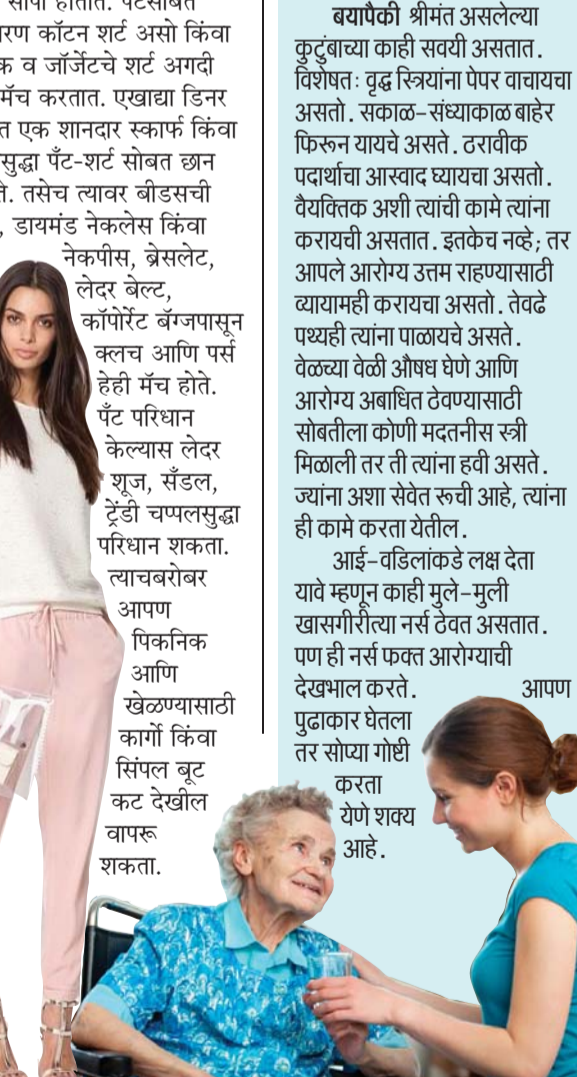 सोपी होतात. पँटसोबत
कॉटन शर्ट असो किंवा
व जॉर्जेटचे शर्ट अगदी
मॅच करतात. एखाद्या डिनर
एक शानदार स्कार्फ किंवा
सुद्धा पँट-शर्ट सोबत छान
तसेच त्यावर बीडसची
, डायमंड नेकलेस किंवा
नेकपीस, ब्रेसलेट,
लेदर बेल्ट,
कॉपोरेंट बॅग्जपासून
क्लच आणि पर्स
हेही मॅच होते.
पँट परिधान
केल्यास लेदर
शूज, सँडल,
ट्रेंडी चप्पलसुद्धा
परिधान शकता.
त्याचबरोबर
आपण
पिकनिक
आणि
खेळण्यासाठी
कार्गो किंवा
सिंपल बूट
कट देखील
वापरू
शकता.
बयापैकी श्रीमंत असलेल्या
कुटुंबाच्या काही सवयी असतात.
विशेषतः वृद्ध स्त्रियांना पेपर वाचायचा
असतो. सकाळ-संध्याकाळ बाहेर
फिरून यायचे असते. ठरावीक
पदार्थाचा आस्वाद घ्यायचा असतो.
वैयक्तिक अशी त्यांची कामे त्यांना
करायची असतात. इतकेच नव्हे; तर
आपले आरोग्य उत्तम राहण्यासाठी
व्यायामही करायचा असतो. तेवढे
पथ्यही त्यांना पाळायचे असते.
वेळच्या वेळी औषध घेणे आणि
आरोग्य अबाधित ठेवण्यासाठी
सोबतीला कोणी मदतनीस स्त्री
मिळाली तर ती त्यांना हवी असते.
ज्यांना अशा सेवेत रूची आहे, त्यांना
ही कामे करता येतील.
आई-वडिलांकडे लक्ष देता
यावे म्हणून काही मुले-मुली
खासगीरीत्या नर्स ठेवत असतात.
पण ही नर्स फक्त आरोग्याची
देखभाल करते. आपण
पुढाकार घेतला
तर सोप्या गोष्टी
करता
येणे शक्य
आहे.